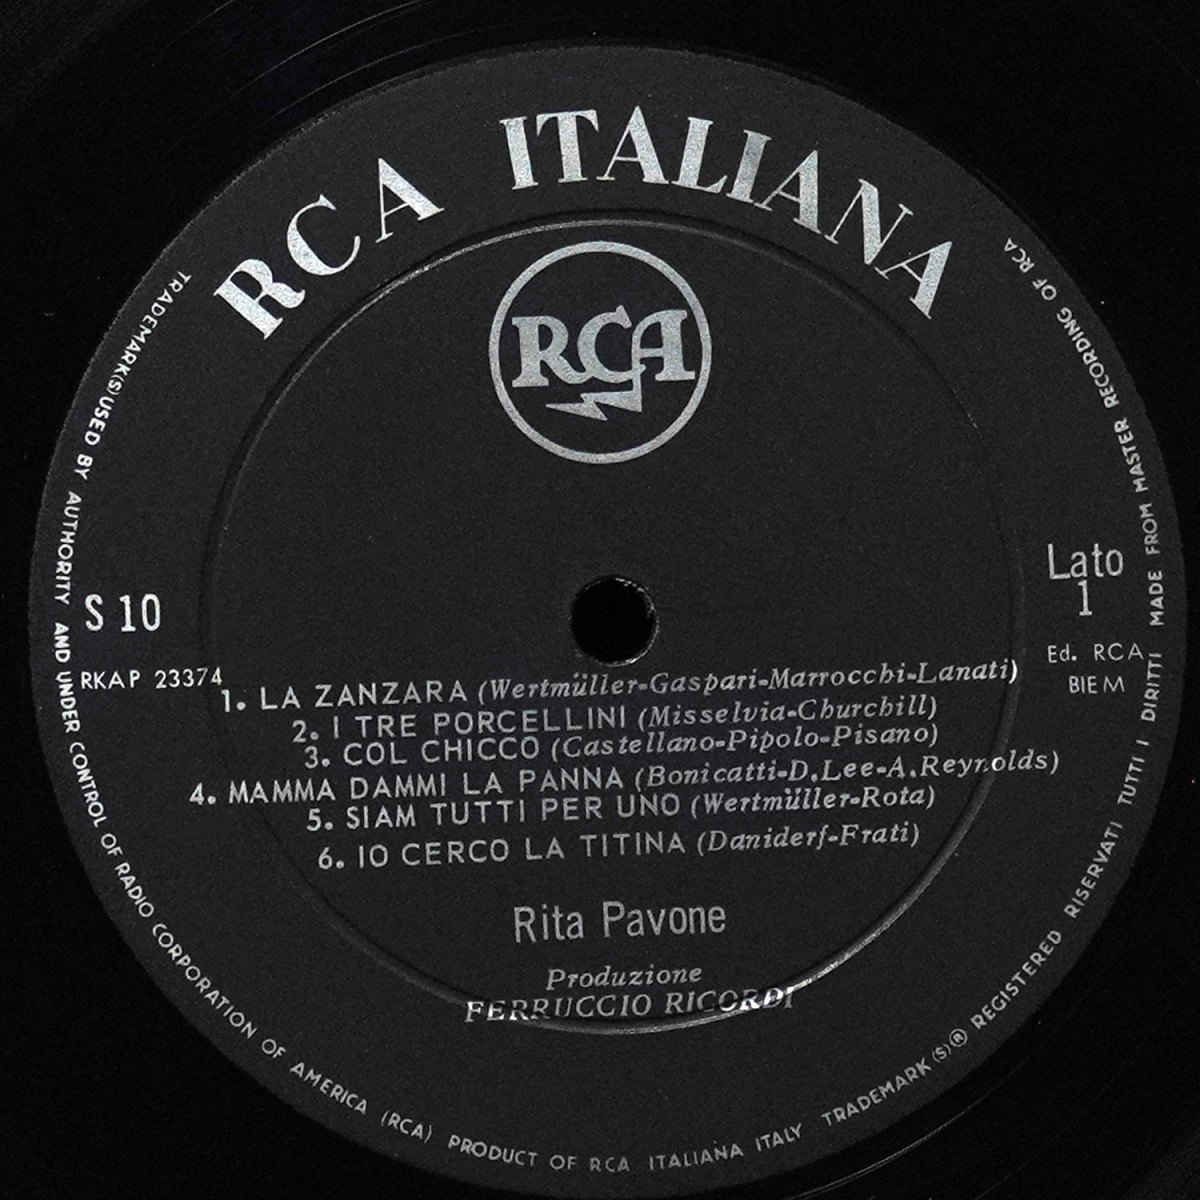 RCA ITALIANA
RCA
S 10
RKAP 23374
Lato
1
Ed. RCA
BIEM
1. LA ZANZARA (Wertmüller-Gaspari-Marrocchi-Lanati)
2. I TRE PORCELLINI (Misselvia-Churchill)
3. COL CHICCO (Castellano-Pipolo-Pisano)
4. MAMMA DAMMI LA PANNA (Bonicatti-D.Lee-A.Reynolds)
5. SIAM TUTTI PER UNO (Wertmüller-Rota)
6. IO CERCO LA TITINA (Daniderf-Frati)
Rita Pavone
Produzione
FERRUCCIO RICORDI
TRADEMARK(S) USED BY AUTHORITY AND UNDER CONTROL OF RADIO CORPORATION OF AMERICA (RCA) PRODUCT OF RCA ITALIANA ITALY TRADEMARK(S)® REGISTERED RISERVATI TUTTI I DIRITTI MADE FROM MASTER RECORDING OF RCA